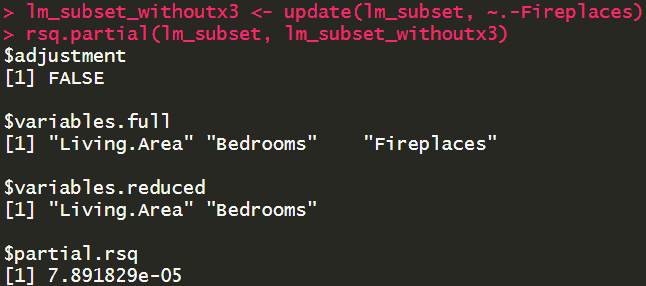 > lm_subset_withoutx3 <- update(lm_subset, ~.-Fireplaces)
> rsq.partial(lm_subset, lm_subset_withoutx3)
$adjustment
[1] FALSE
$variables.full
[1] "Living.Area" "Bedrooms"    "Fireplaces"
$variables.reduced
[1] "Living.Area" "Bedrooms"
$partial.rsq
[1] 7.891829e-05